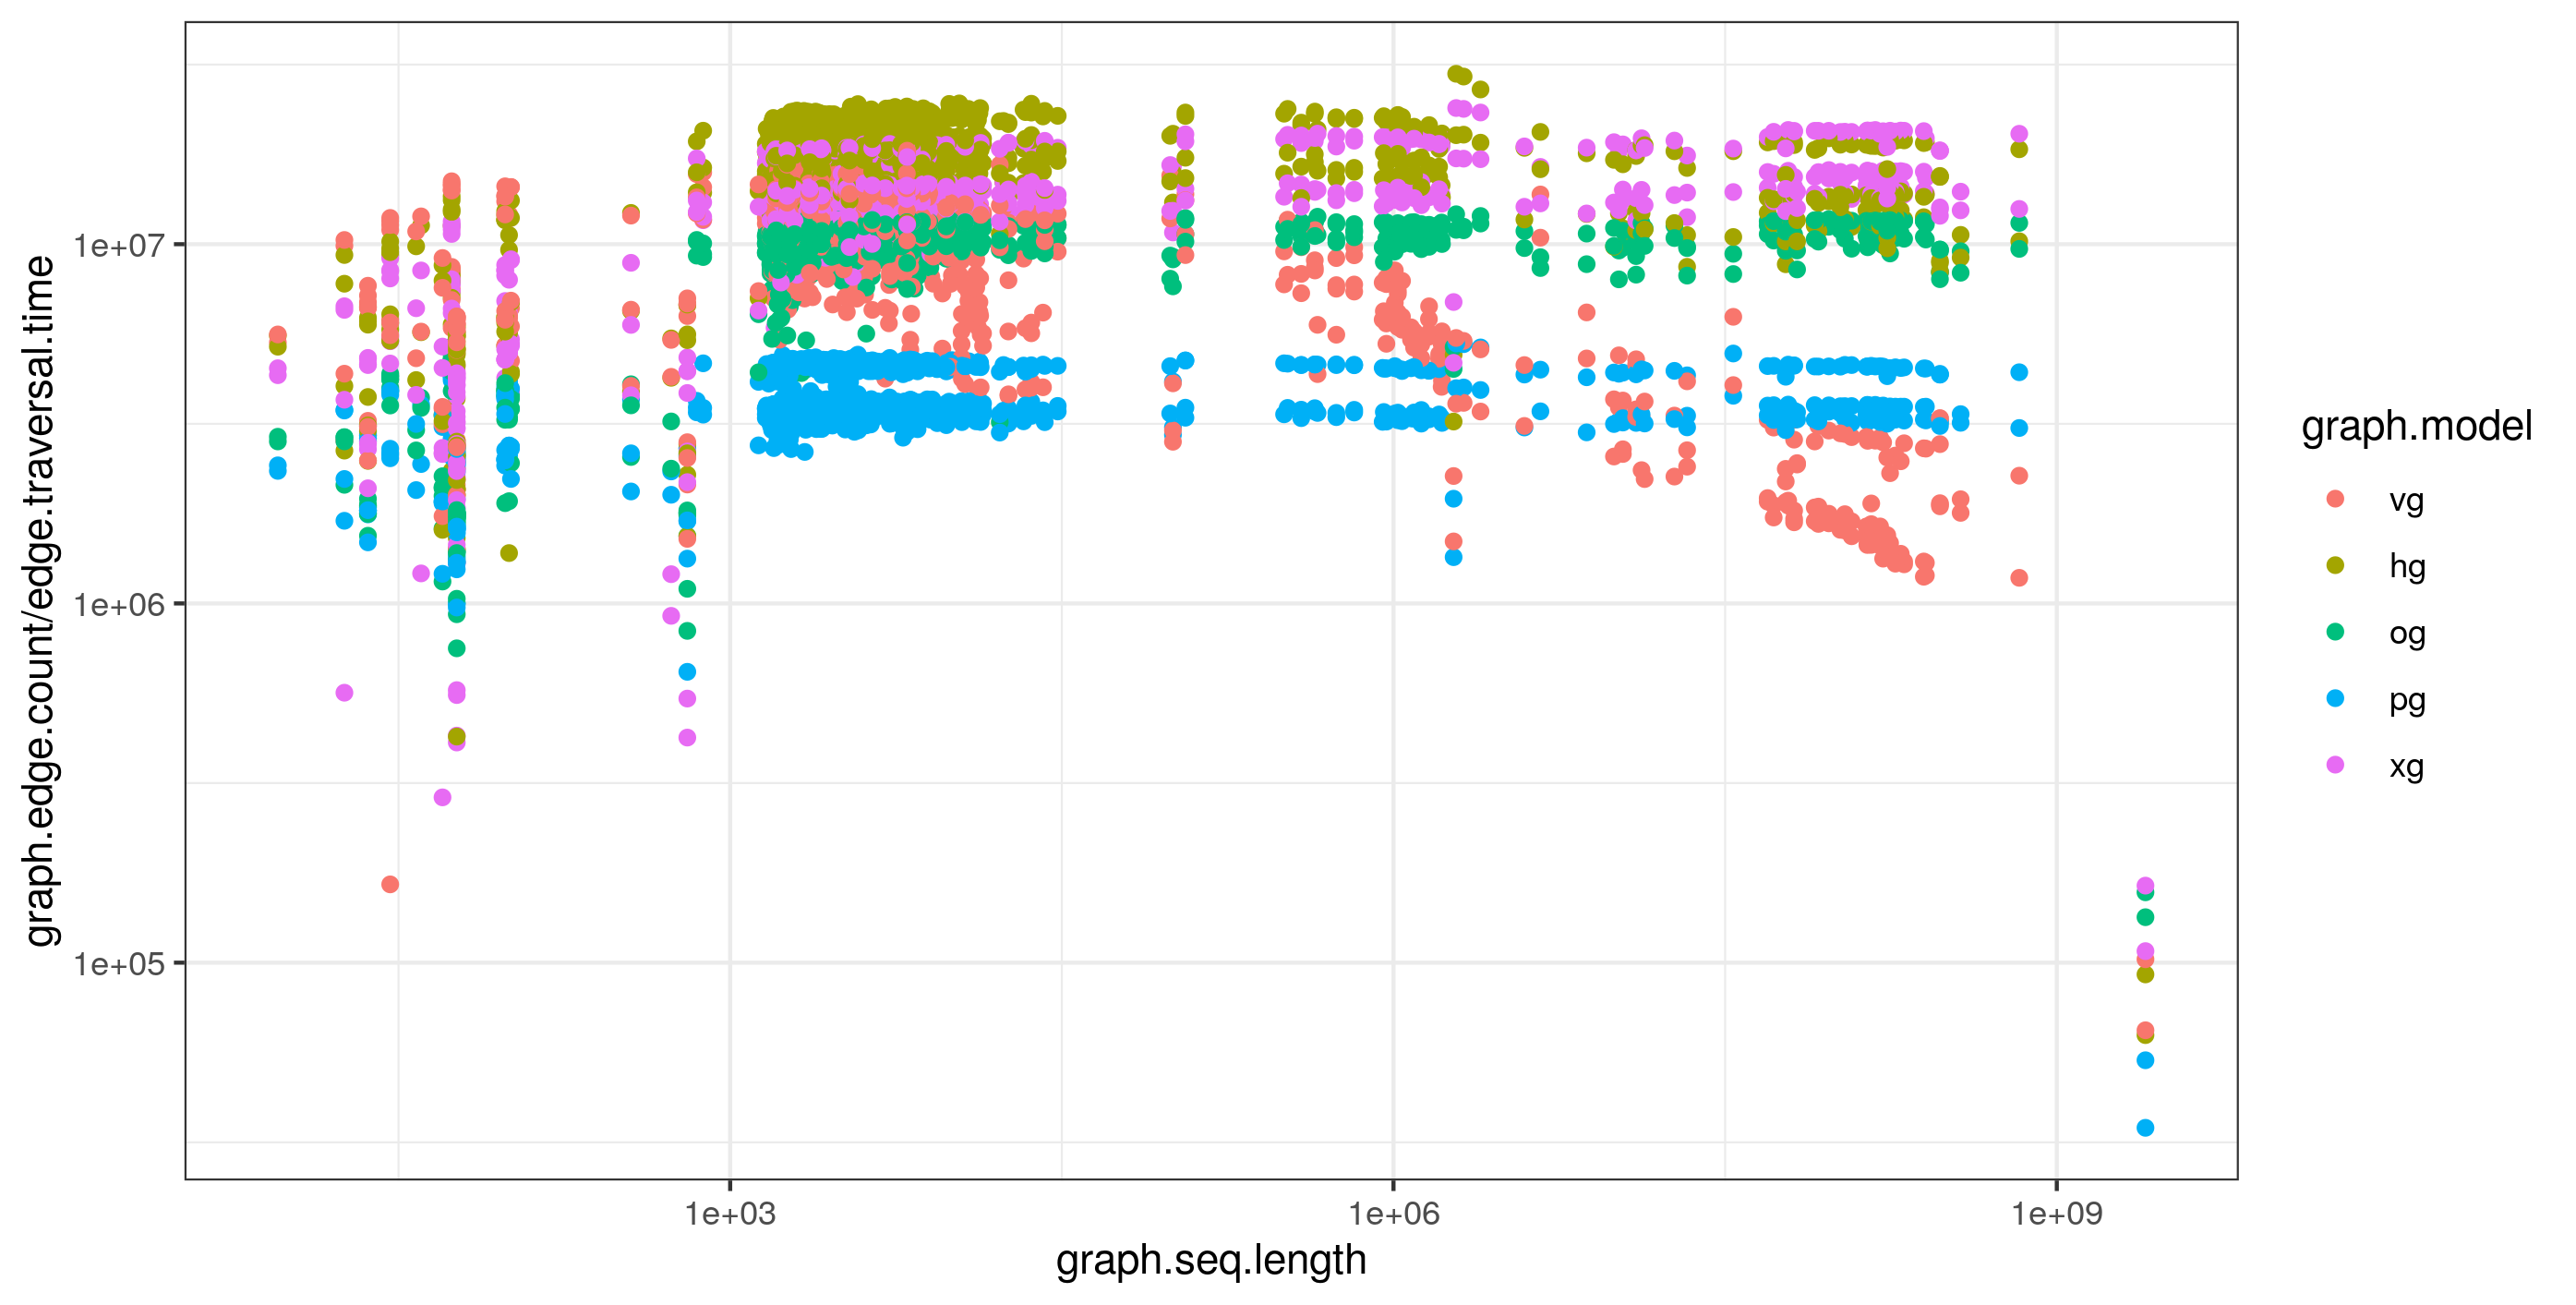 graph.edge.count/edge.traversal.time
1e+07
1e+06
1e+05
1e+03
1e+06
1e+09
graph.seq.length
graph.model
vg
hg
og
pg
xg